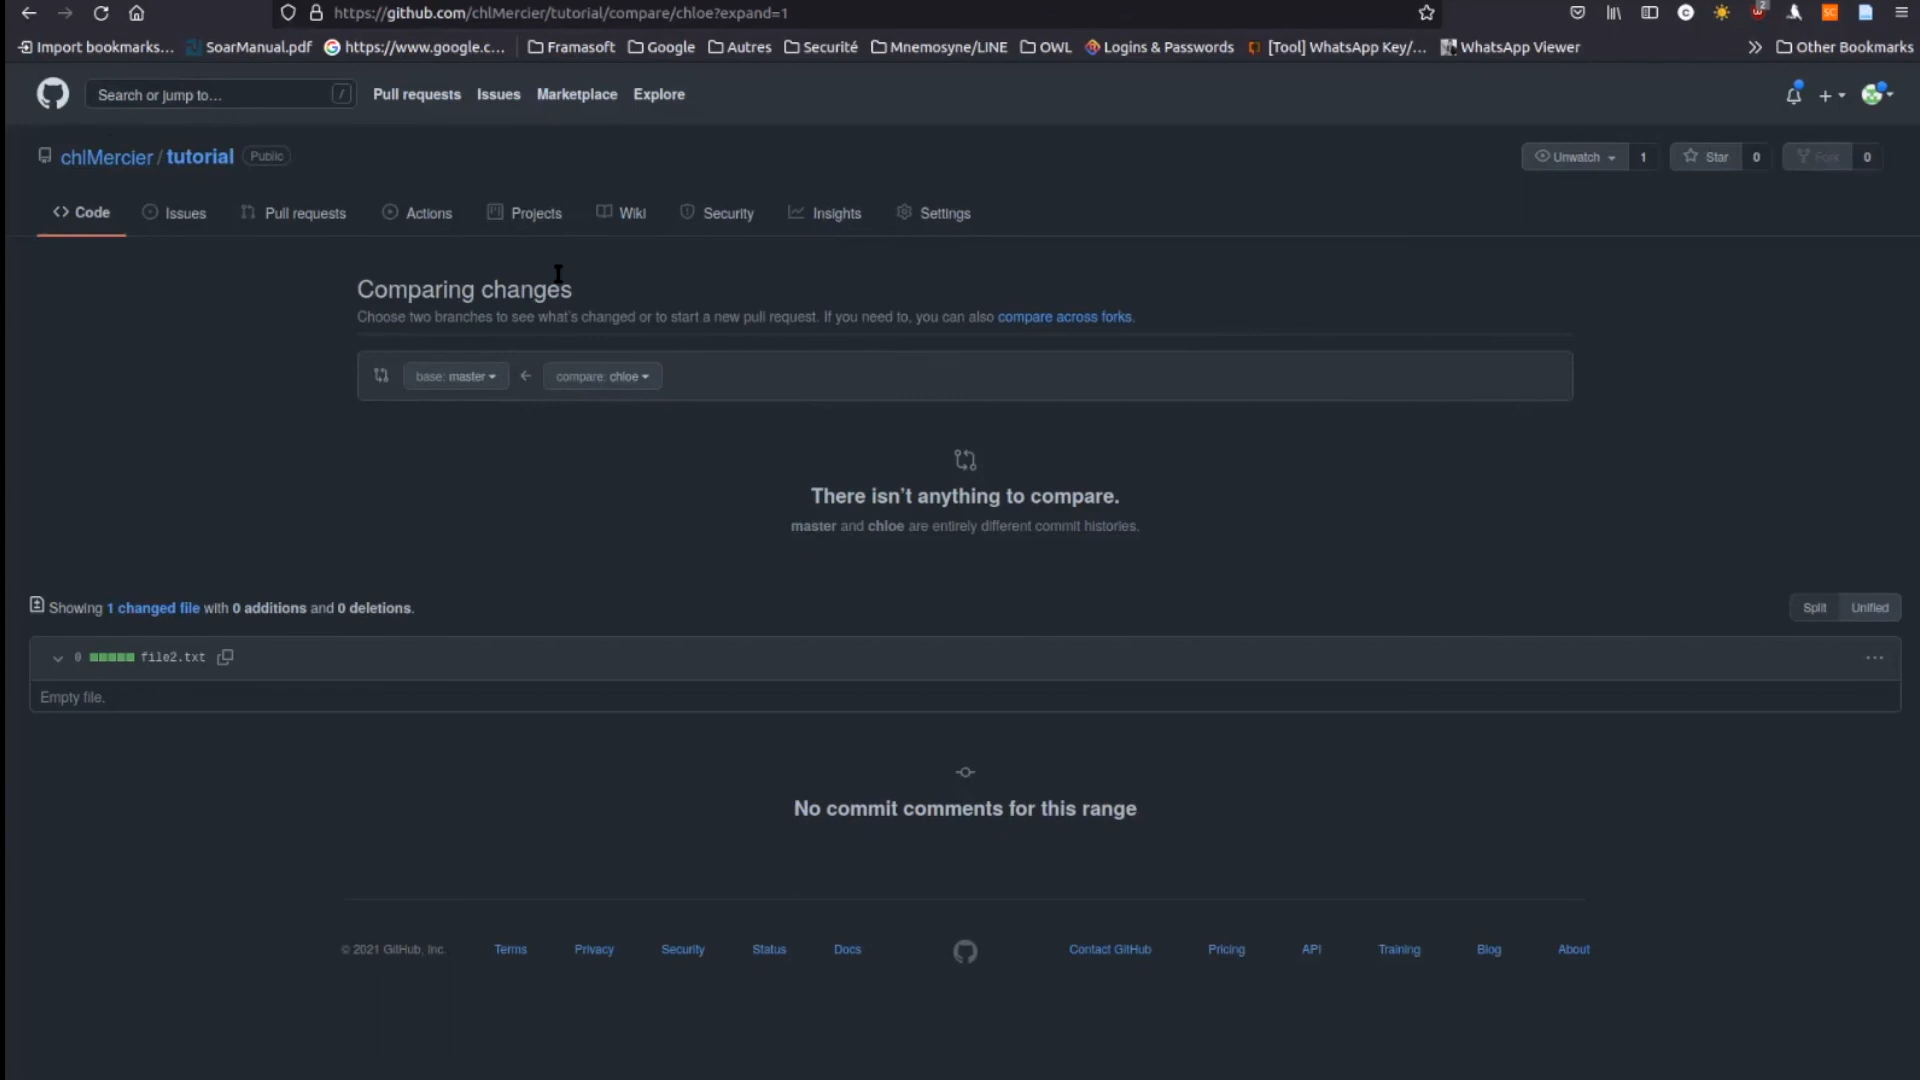 https://github.com/chlMercier/tutorial/compare/chloe?expand=1
2
Import bookmarks... SoarManual.pdf https://www.google.c... Framasoft Google Autres Securité Mnemosyne/LINE OWL Logins & Passwords [Tool] WhatsApp Key/... WhatsApp Viewer Other Bookmarks
Search or jump to... / Pull requests Issues Marketplace Explore
chlMercier / tutorial Public Unwatch 1 Star 0 Fork 0
<> Code Issues Pull requests Actions Projects Wiki Security Insights Settings
Comparing changes
Choose two branches to see what's changed or to start a new pull request. If you need to, you can also compare across forks.
base: master ← compare: chloe
There isn't anything to compare.
master and chloe are entirely different commit histories.
Showing 1 changed file with 0 additions and 0 deletions. Split Unified
0 file2.txt ...
Empty file.
No commit comments for this range
© 2021 GitHub, Inc. Terms Privacy Security Status Docs Contact GitHub Pricing API Training Blog About